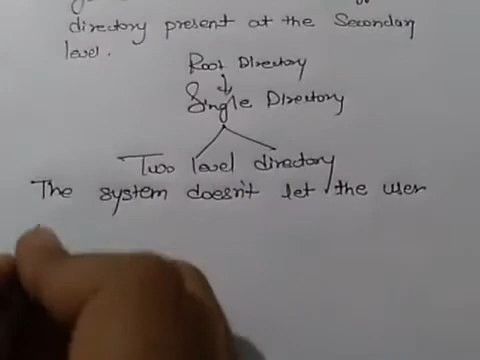 directory present at the Secondary
level.
Root Directory
Single Directory
Two level directory
The system doesn't let the user